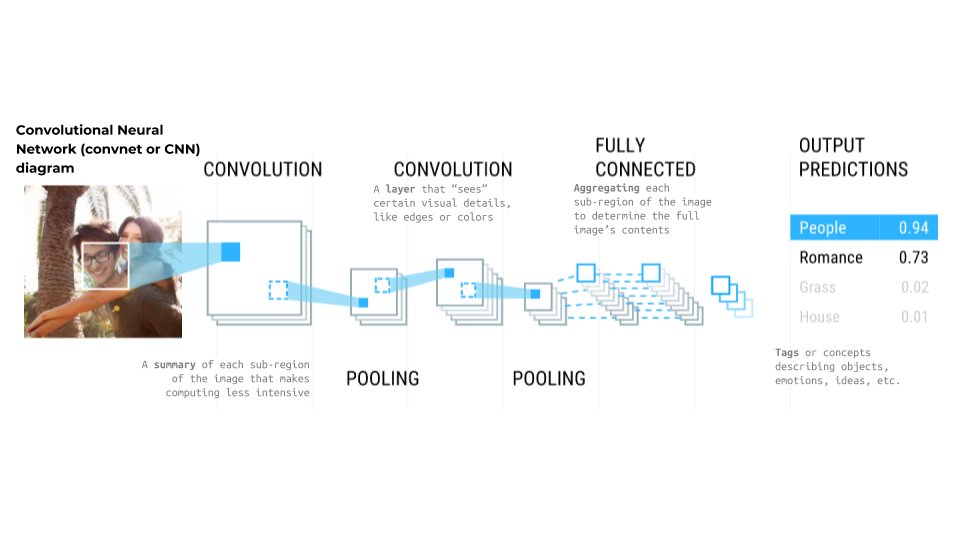 Convolutional Neural
Network (convnet or CNN)
diagram
CONVOLUTION
CONVOLUTION
A layer that “sees”
certain visual details,
like edges or colors
FULLY
CONNECTED
Aggregating each
sub-region of the image
to determine the full
image’s contents
OUTPUT
PREDICTIONS
People 0.94
Romance 0.73
Grass 0.02
House 0.01
A summary of each sub-region
of the image that makes
computing less intensive
POOLING
POOLING
Tags or concepts
describing objects,
emotions, ideas, etc.